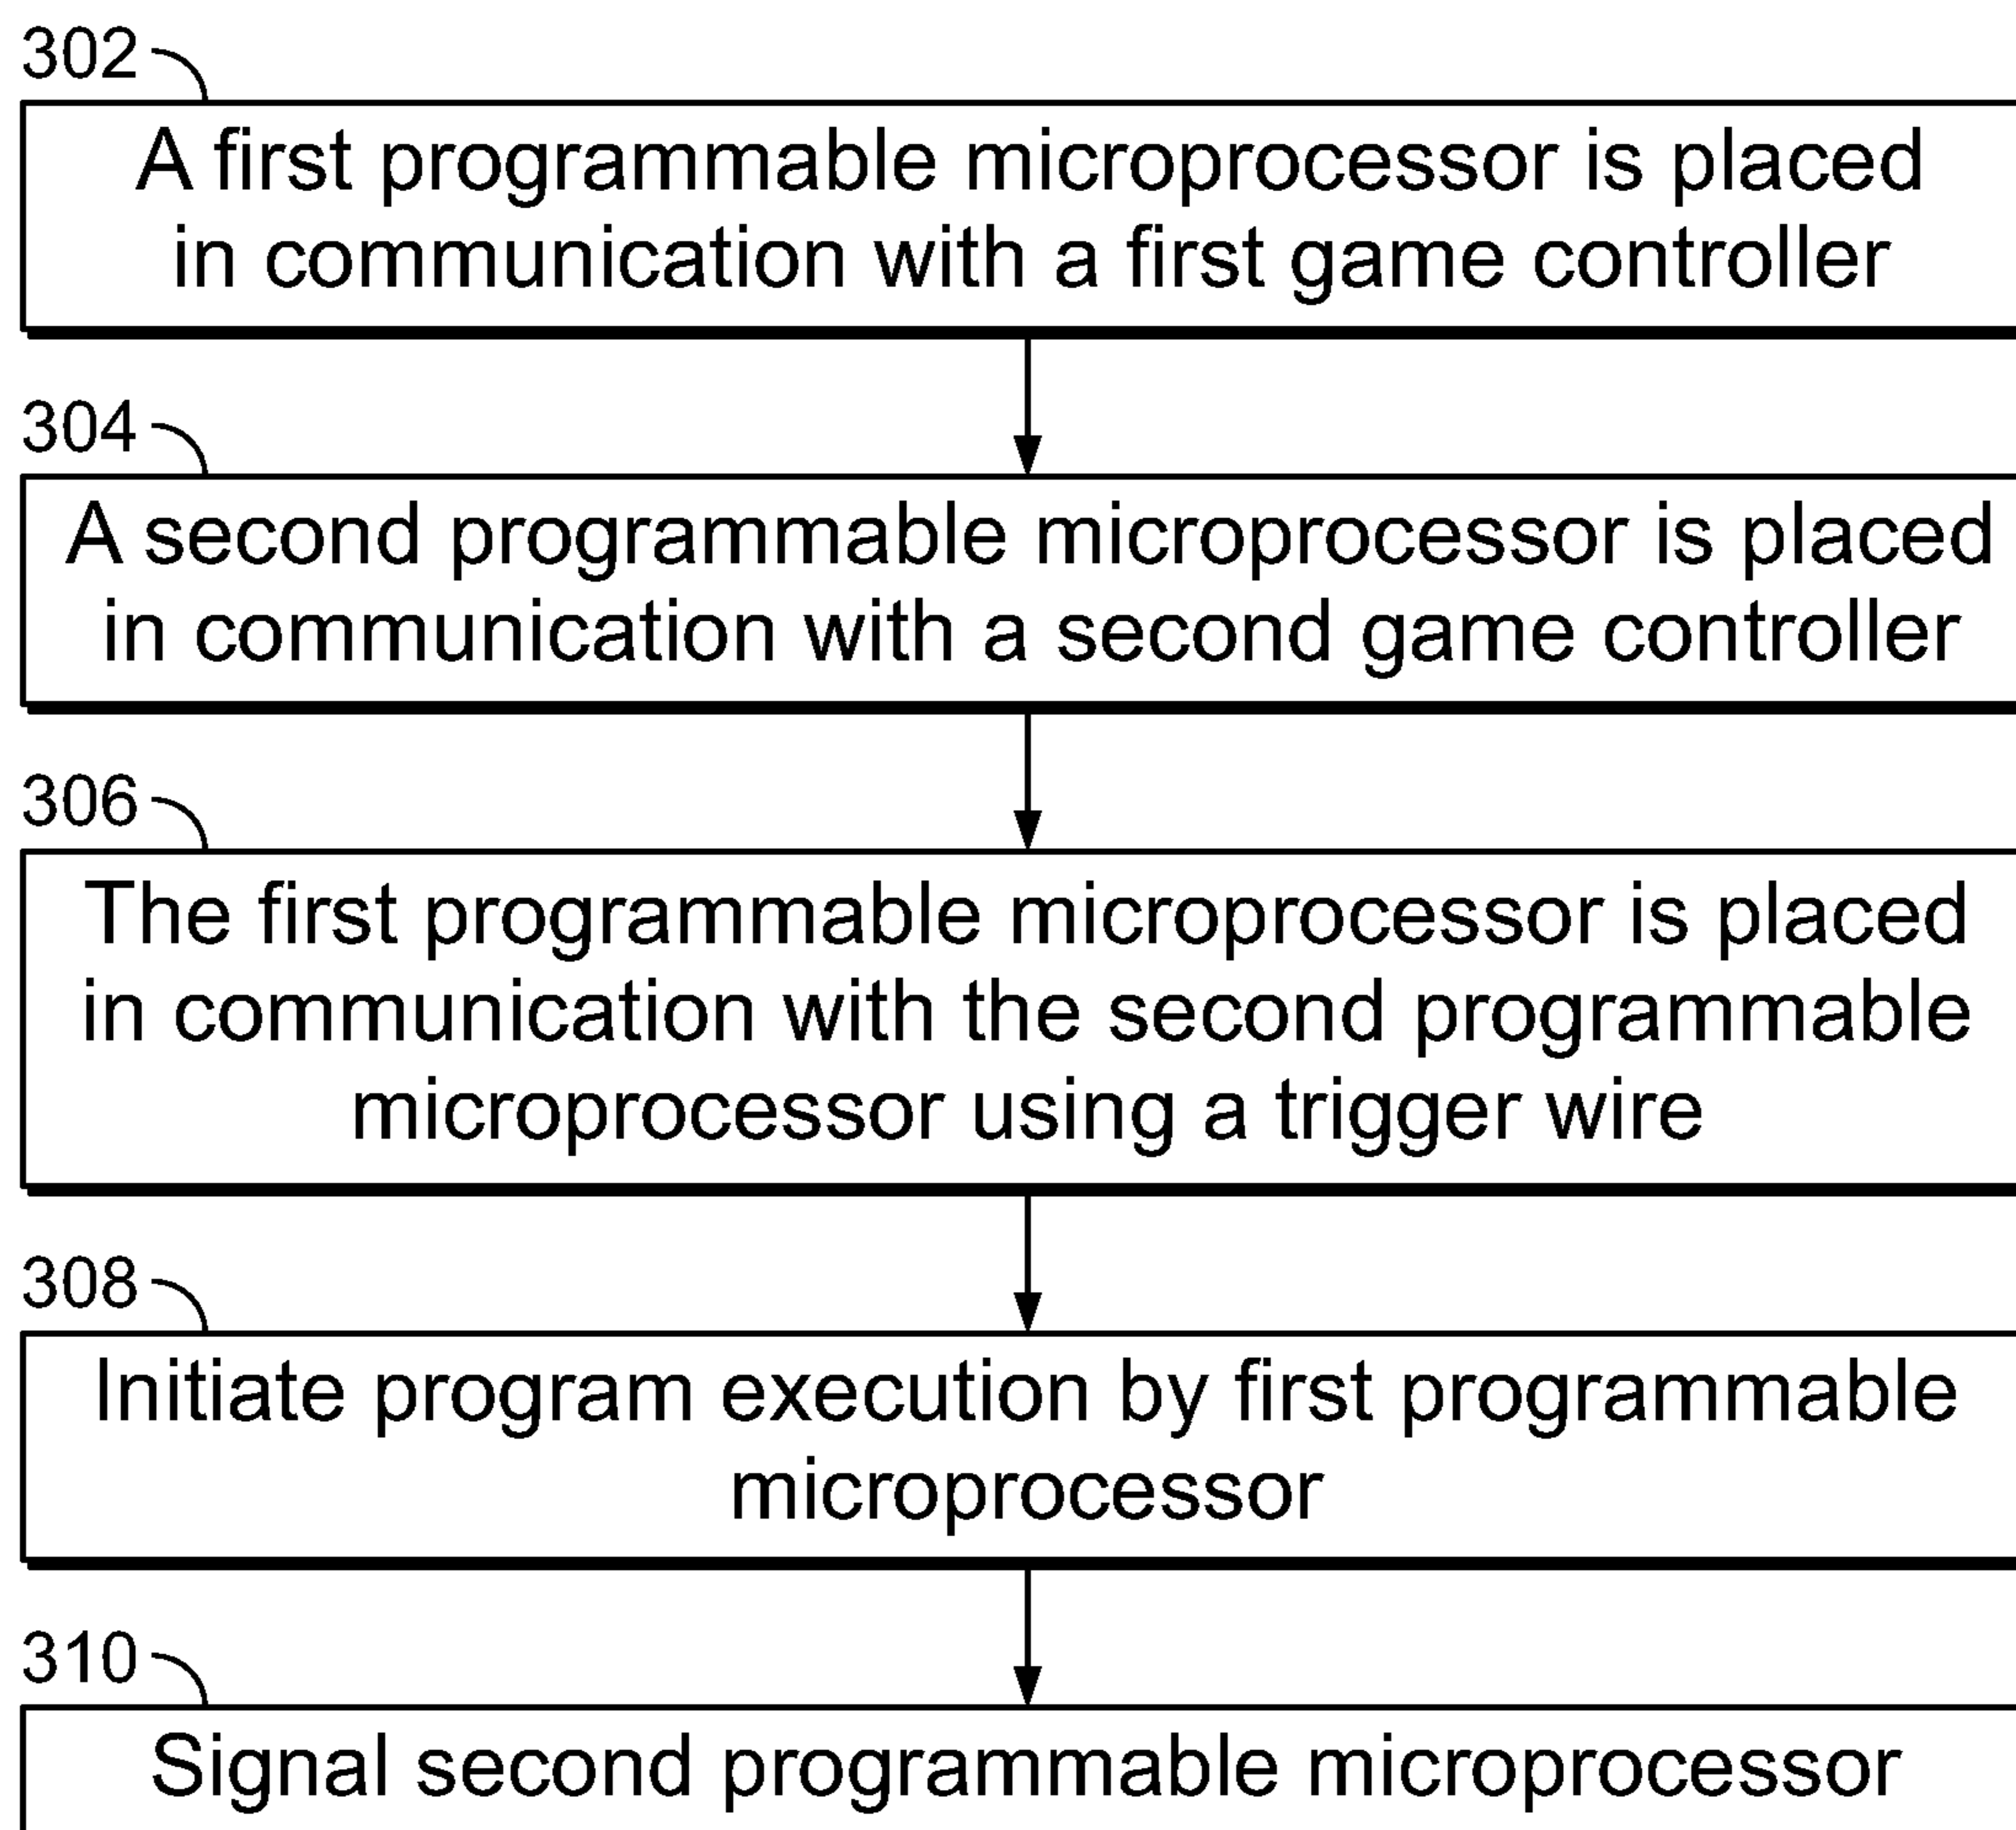 302
A first programmable microprocessor is placed
in communication with a first game controller
304
A second programmable microprocessor is placed
in communication with a second game controller
306
The first programmable microprocessor is placed
in communication with the second programmable
microprocessor using a trigger wire
308
Initiate program execution by first programmable
microprocessor
310
Signal second programmable microprocessor